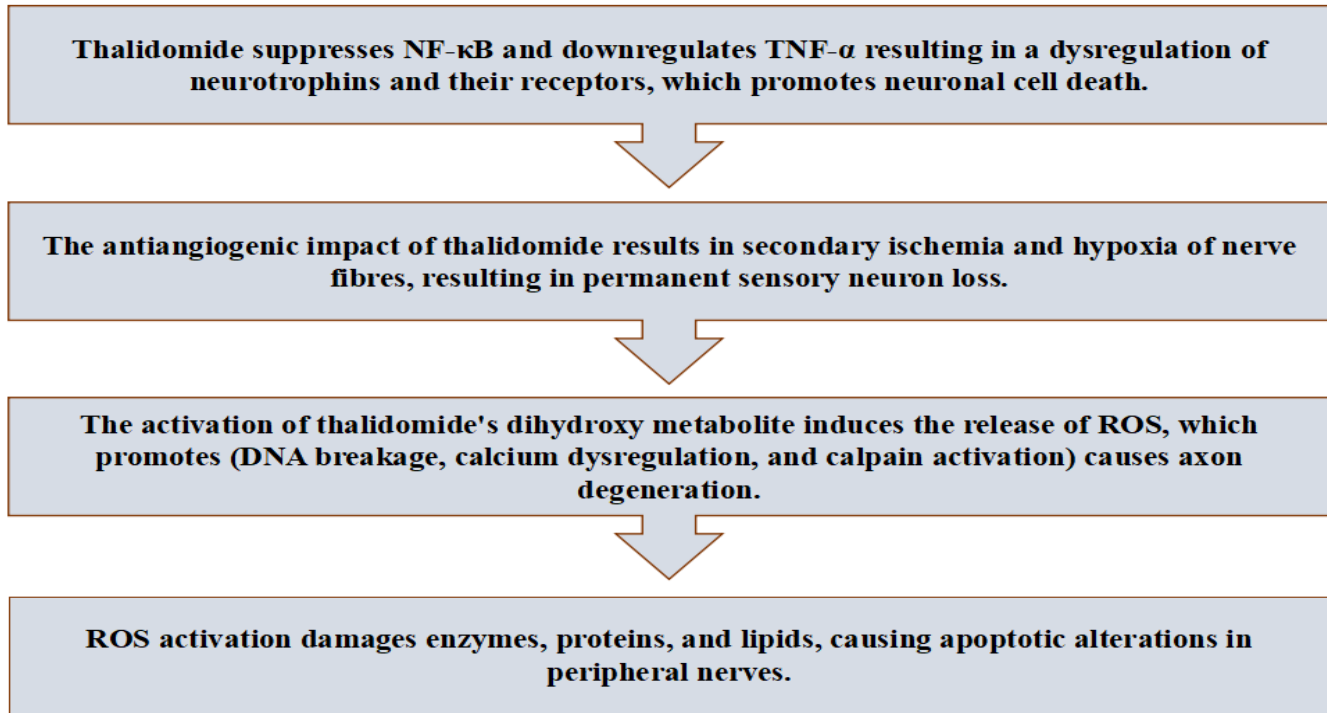 Thalidomide suppresses NF-κB and downregulates TNF-α resulting in a dysregulation of
neurotrophins and their receptors, which promotes neuronal cell death.
The antiangiogenic impact of thalidomide results in secondary ischemia and hypoxia of nerve
fibres, resulting in permanent sensory neuron loss.
The activation of thalidomide's dihydroxy metabolite induces the release of ROS, which
promotes (DNA breakage, calcium dysregulation, and calpain activation) causes axon
degeneration.
ROS activation damages enzymes, proteins, and lipids, causing apoptotic alterations in
peripheral nerves.